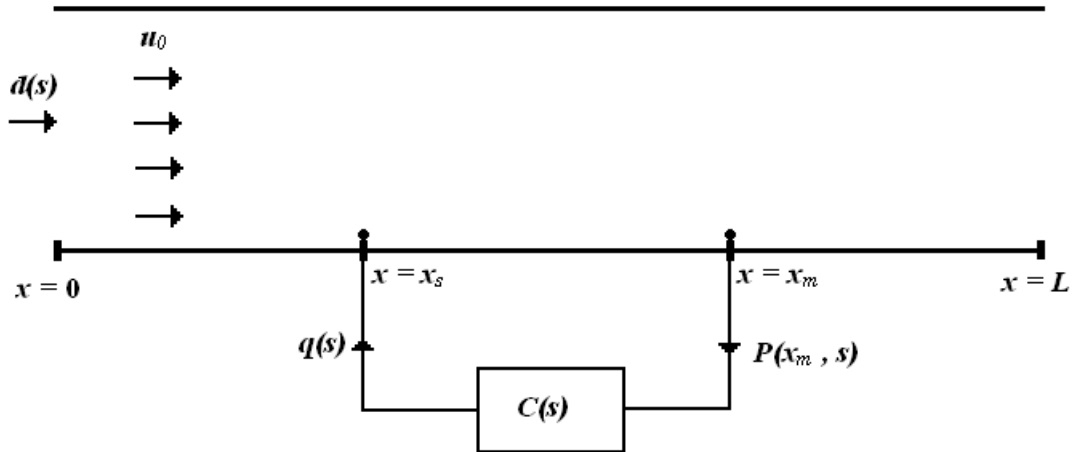 u₀
d(s)
x = 0
x = xₛ
x = xₘ
x = L
q(s)
P(xₘ , s)
C(s)